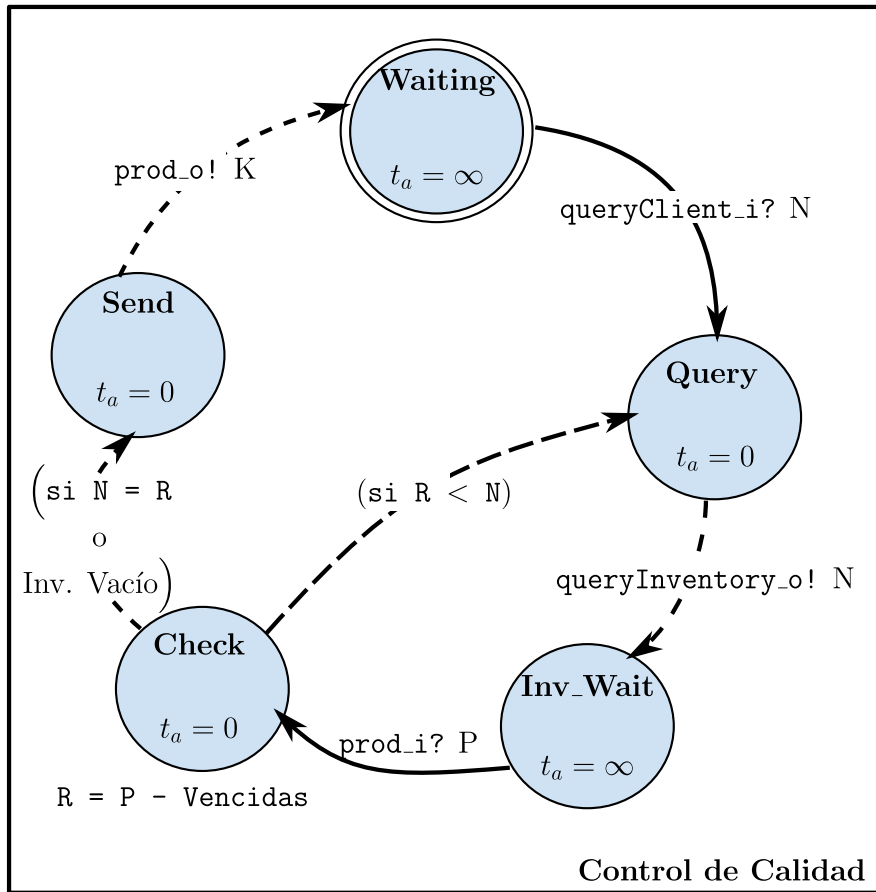 Waiting
t_a = ∞
prod_o! K
queryClient_i? N
Send
t_a = 0
Query
t_a = 0
(si N = R
o
Inv. Vacío)
(si R < N)
queryInventory_o! N
Check
t_a = 0
R = P - Vencidas
Inv_Wait
t_a = ∞
prod_i? P
Control de Calidad